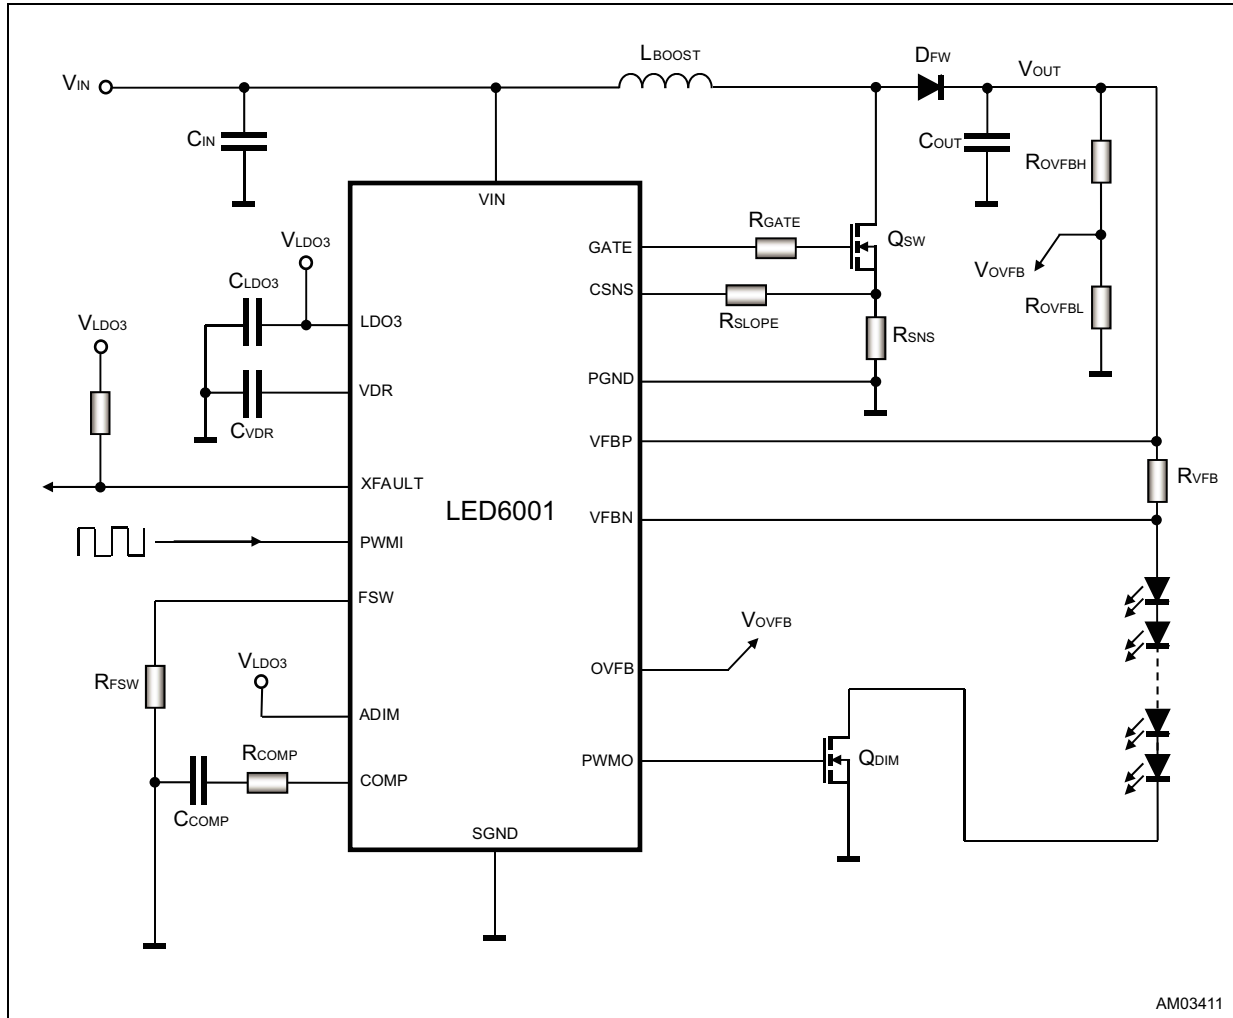 LBOOST
DFW
VOUT
VIN
CIN
COUT
ROVFBH
VIN
RGATE
QSW
VLDO3
GATE
VOVFB
CLDO3
CSNS
ROVFBL
VLDO3
LDO3
RSLOPE
RSNS
PGND
VDR
CVDR
VFBP
XFAULT
RVFB
LED6001
VFBN
PWMI
FSW
VOVFB
VLDO3
OVFB
RFSW
ADIM
RCOMP
PWMO
QDIM
COMP
CCOMP
SGND
AM03411